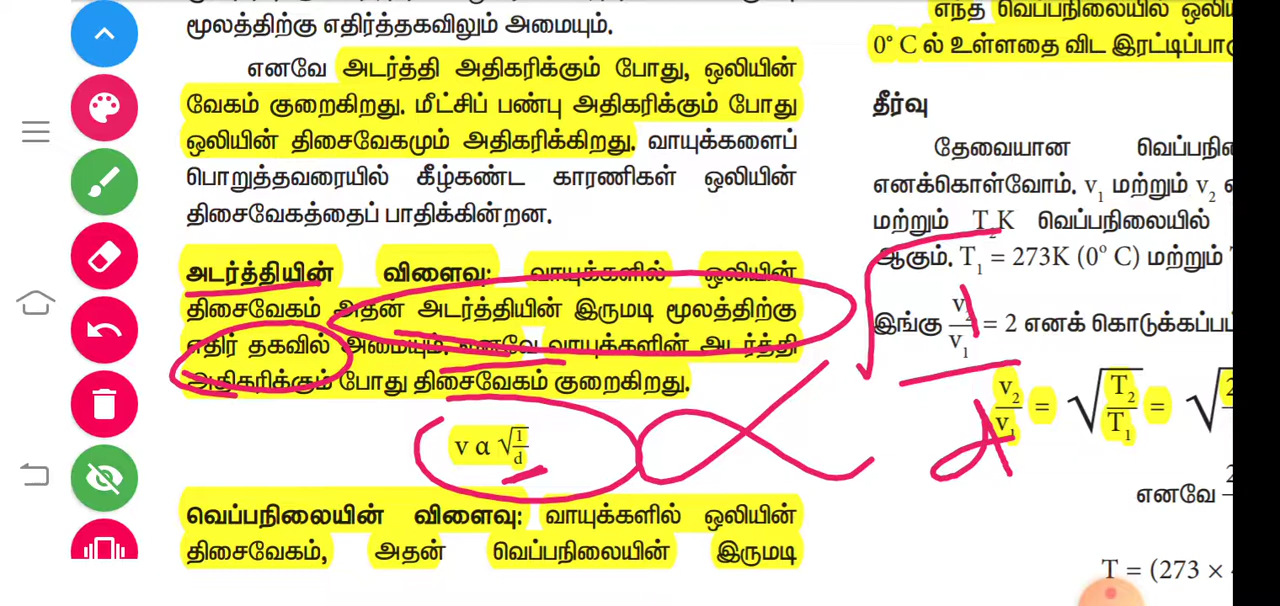 மூலத்திற்கு எதிர்த்தகவிலும் அமையும்.
எனவே அடர்த்தி அதிகரிக்கும் போது, ஒலியின்
வேகம் குறைகிறது. மீட்சிப் பண்பு அதிகரிக்கும் போது
ஒலியின் திசைவேகமும் அதிகரிக்கிறது. வாயுக்களைப்
பொறுத்தவரையில் கீழ்கண்ட காரணிகள் ஒலியின்
திசைவேகத்தைப் பாதிக்கின்றன.
அடர்த்தியின் விளைவு: வாயுக்களில் ஒலியின்
திசைவேகம் அதன் அடர்த்தியின் இருமடி மூலத்திற்கு
எதிர் தகவில் அமையும். எனவே வாயுக்களின் அடர்த்தி
அதிகரிக்கும் போது திசைவேகம் குறைகிறது.
v α √1/d
வெப்பநிலையின் விளைவு: வாயுக்களில் ஒலியின்
திசைவேகம், அதன் வெப்பநிலையின் இருமடி
எந்த வெப்பநிலையில்
0° C ல் உள்ளதை விட
தீர்வு
தேவையான
எனக்கொள்வோம். v₁ மற்றும் v₂
மற்றும் T₂K வெப்பநிலையில்
ஆகும். T₁ = 273K (0° C) மற்றும்
இங்கு v₂/v₁ = 2 எனக்
v₂/v₁ = √T₂/T₁ = √
எனவே
T = (273 ×
1
d